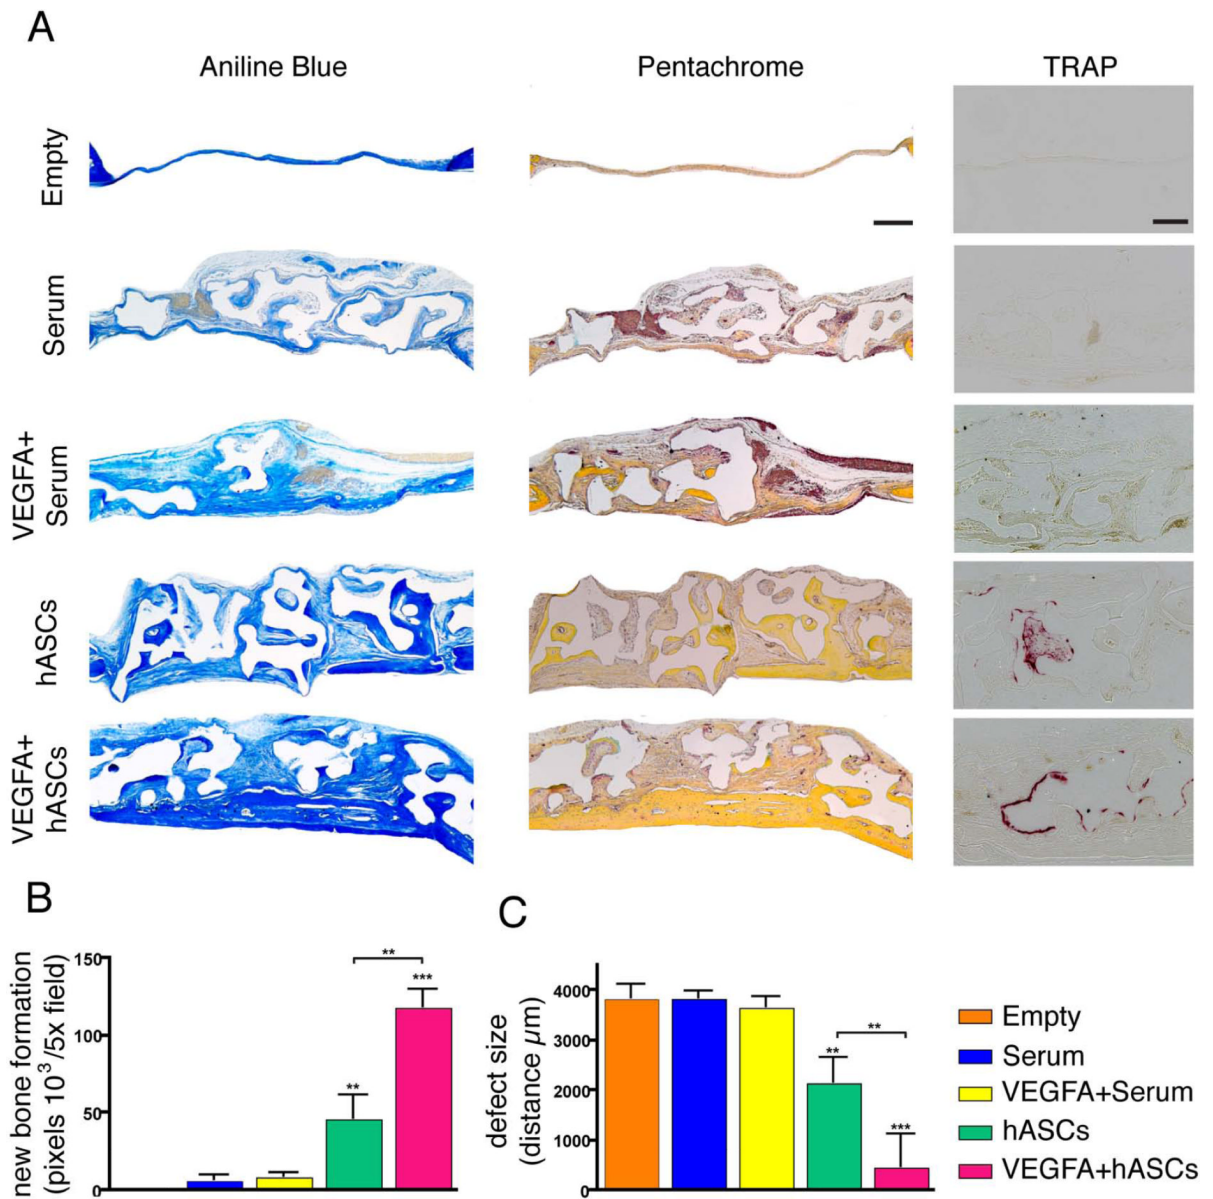 A
Aniline Blue
Pentachrome
TRAP
Empty
Serum
VEGFA+
Serum
hASCs
VEGFA+
hASCs
B
new bone formation
(pixels 10³/5x field)
150
100
50
0
**
**
***
C
defect size
(distance µm)
4000
3000
2000
1000
0
**
**
***
Empty
Serum
VEGFA+Serum
hASCs
VEGFA+hASCs